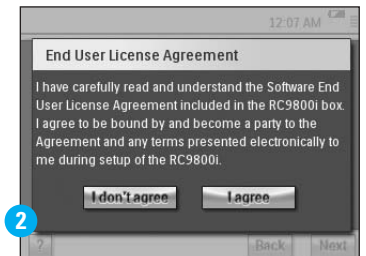 12:07 AM
End User License Agreement
I have carefully read and understand the Software End
User License Agreement included in the RC9800i box.
I agree to be bound by and become a party to the
Agreement and any terms presented electronically to
me during setup of the RC9800i.
I don't agree
I agree
2
?
Back
Next